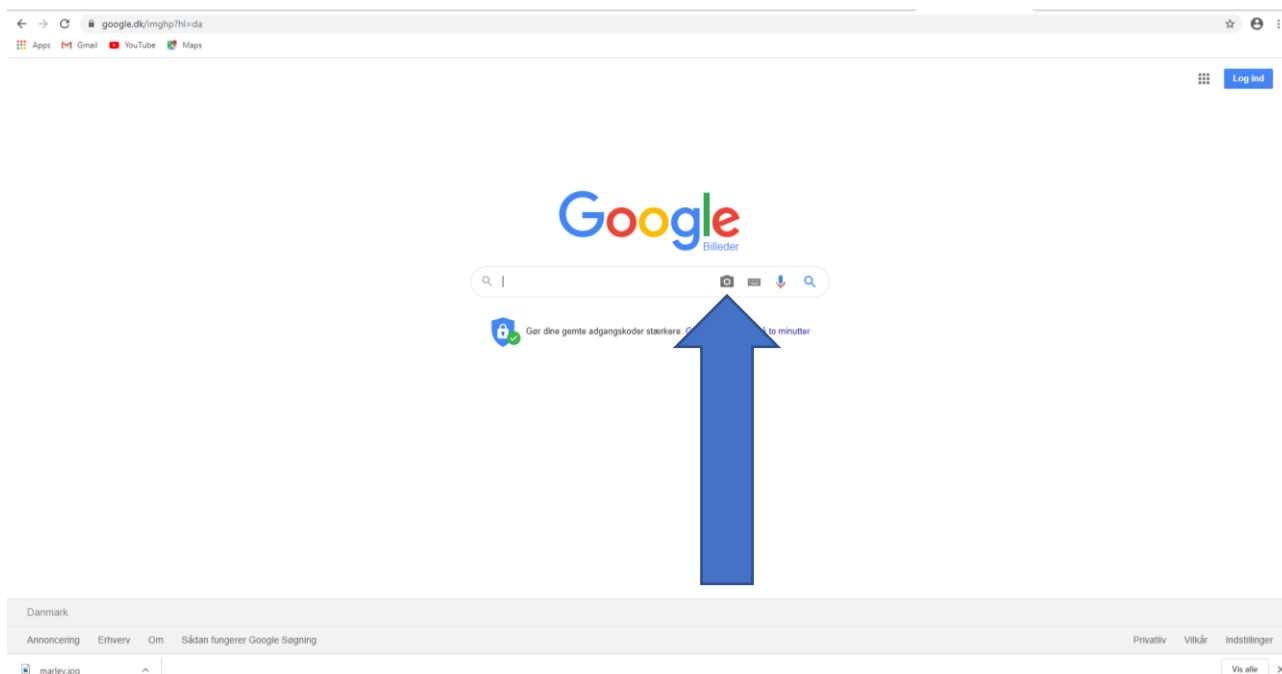 google.dk/imghp?hl=da
Apps Gmail YouTube Maps
Log ind
Google
Billeder
Gør dine gemte adgangskoder stærkere. to minutter
Danmark
Annoncering Erhverv Om Sådan fungerer Google Søgning Privatliv Vilkår Indstillinger
marley.jpg Vis alle